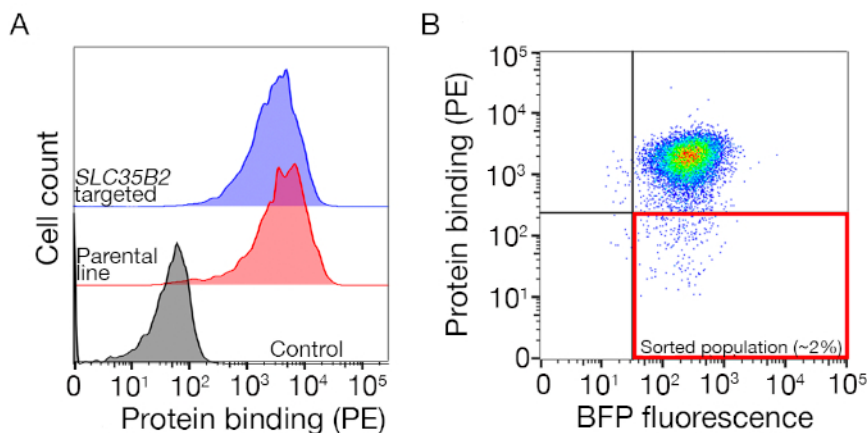 A
Cell count
SLC35B2
targeted
Parental
line
Control
0 10¹ 10² 10³ 10⁴ 10⁵
Protein binding (PE)
B
Protein binding (PE)
10⁵
10⁴
10³
10²
10¹
0
Sorted population (~2%)
0 10¹ 10² 10³ 10⁴ 10⁵
BFP fluorescence